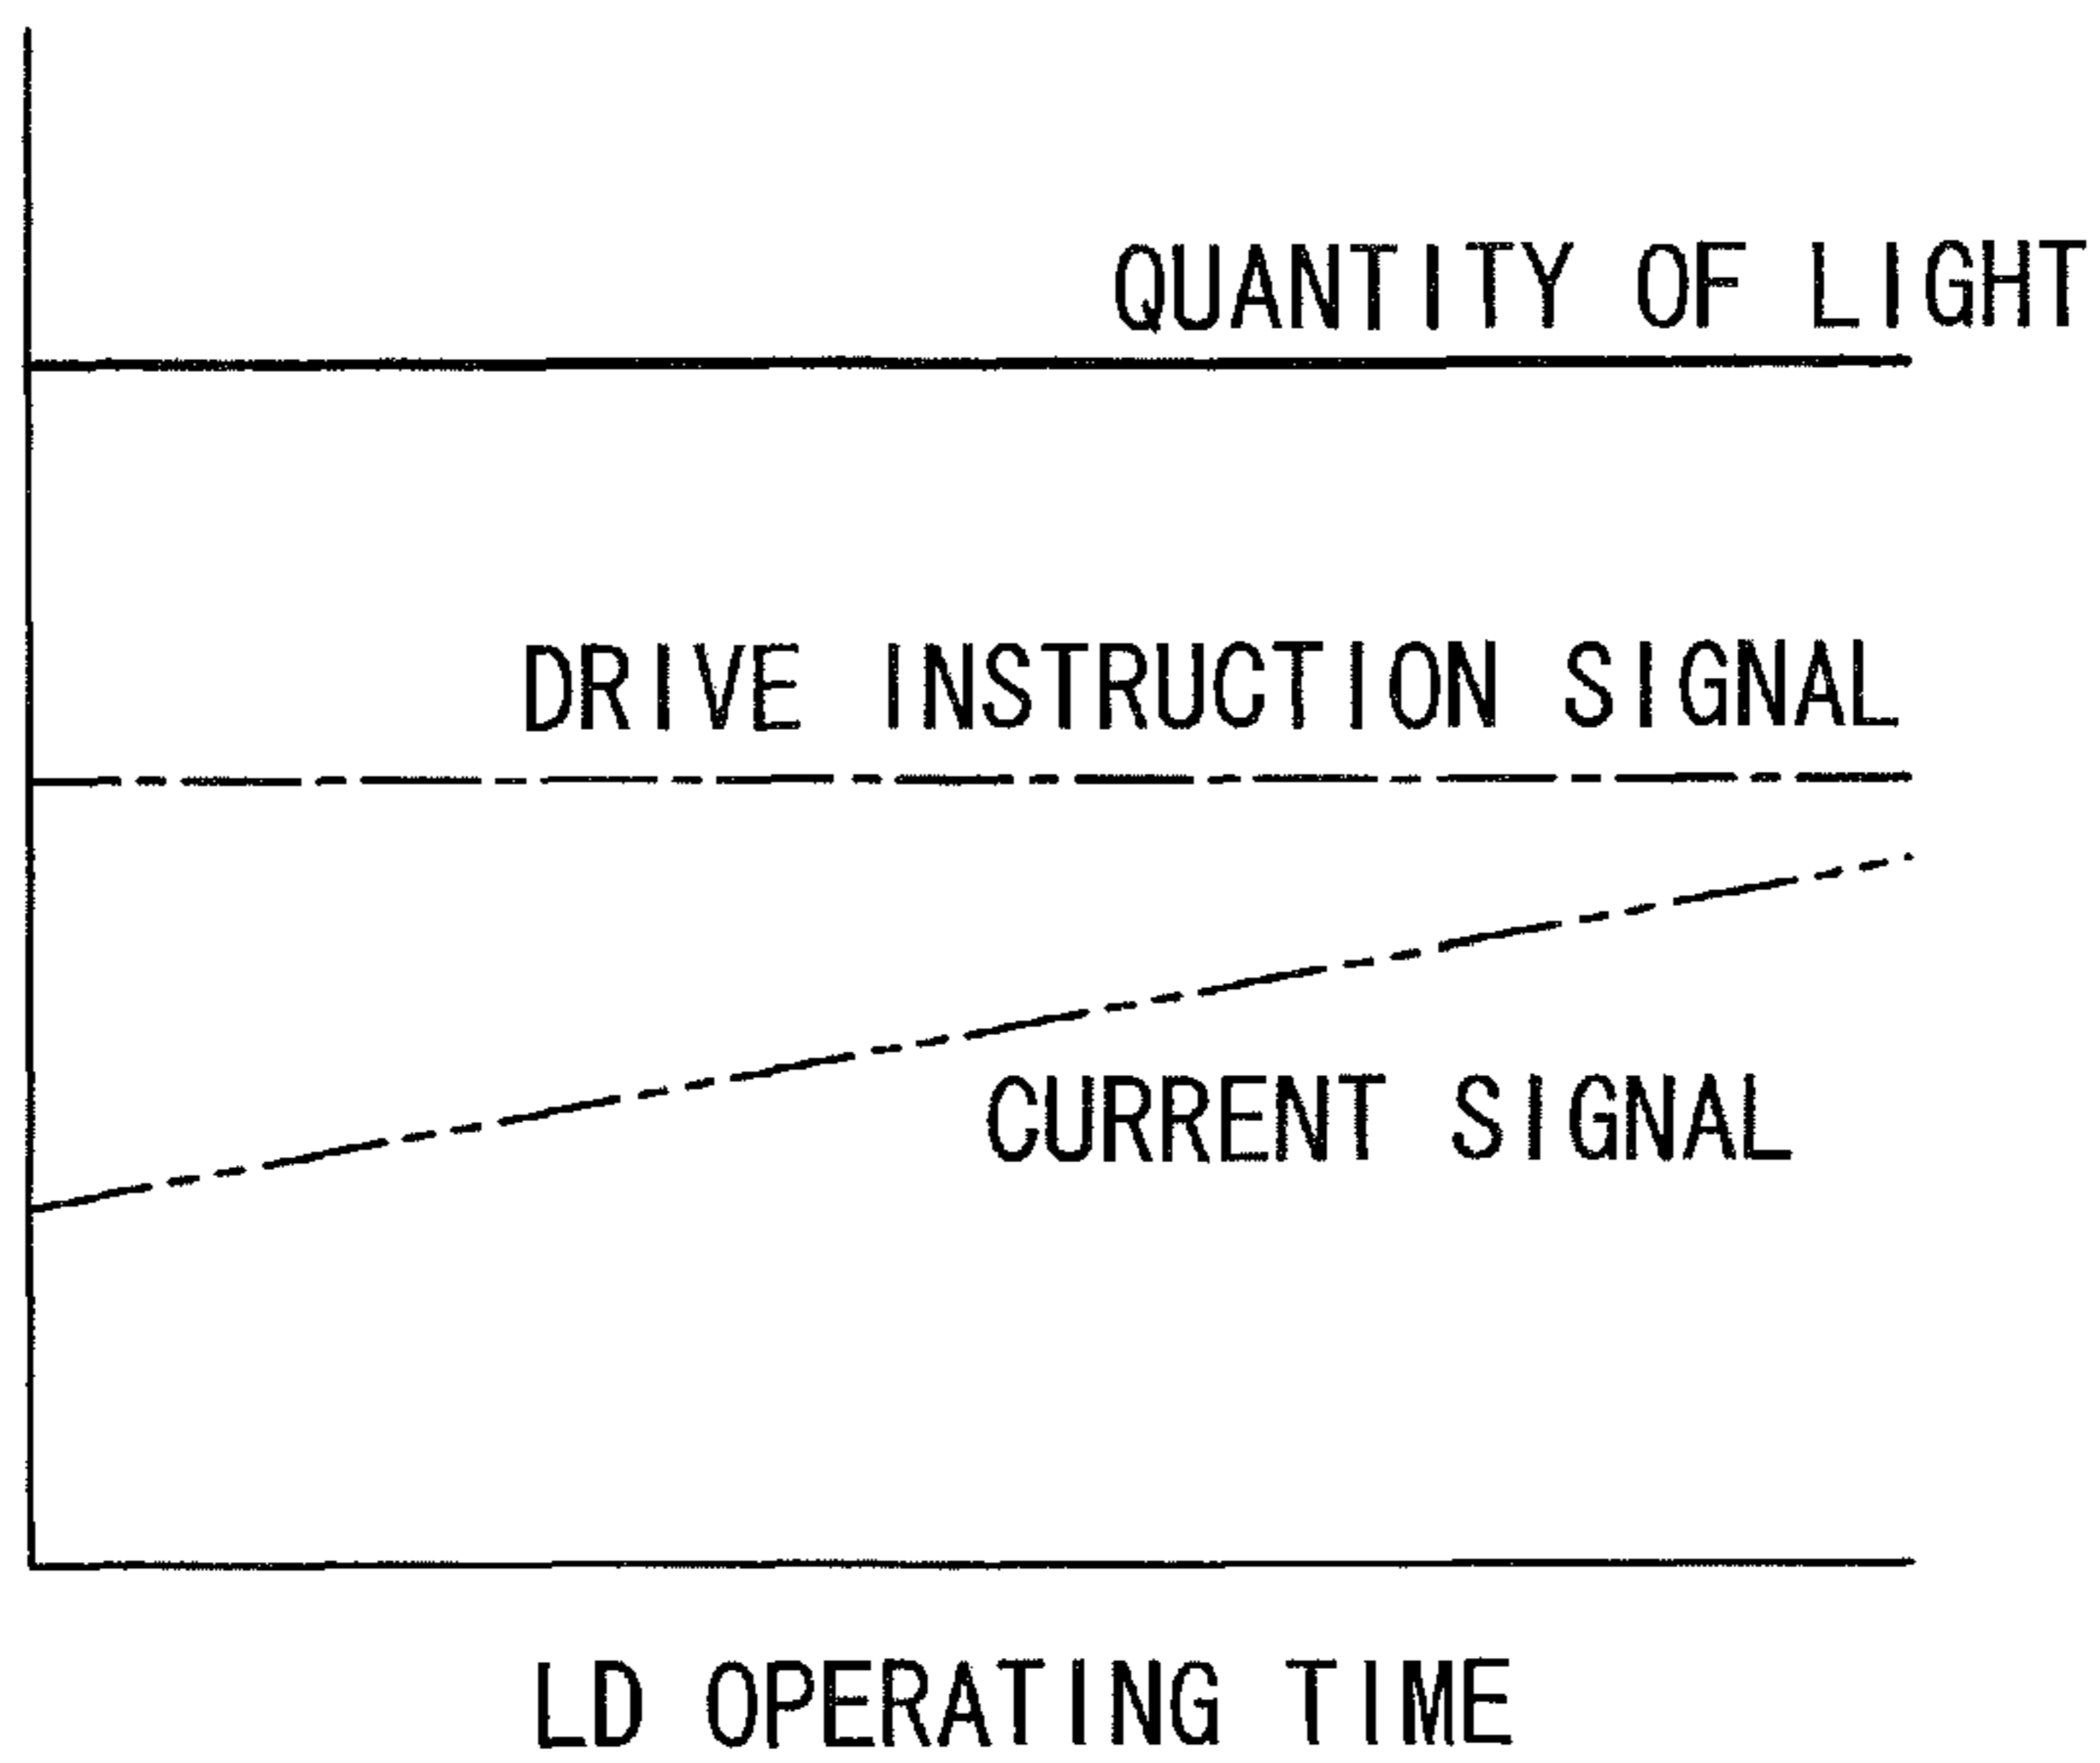 QUANTITY OF LIGHT
DRIVE INSTRUCTION SIGNAL
CURRENT SIGNAL
LD OPERATING TIME